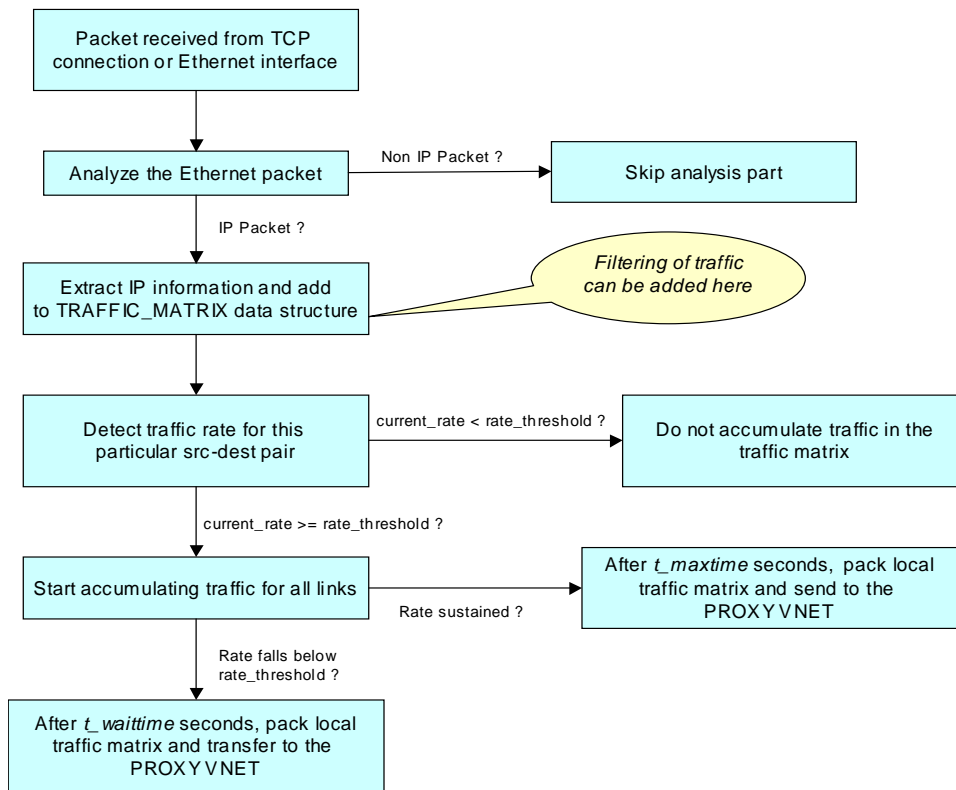 Packet received from TCP
connection or Ethernet interface
Analyze the Ethernet packet
Non IP Packet ?
Skip analysis part
IP Packet ?
Extract IP information and add
to TRAFFIC_MATRIX data structure
Filtering of traffic
can be added here
Detect traffic rate for this
particular src-dest pair
current_rate < rate_threshold ?
Do not accumulate traffic in the
traffic matrix
current_rate >= rate_threshold ?
Start accumulating traffic for all links
Rate sustained ?
After t_maxtime seconds, pack local
traffic matrix and send to the
PROXYVNET
Rate falls below
rate_threshold ?
After t_waittime seconds, pack local
traffic matrix and transfer to the
PROXYVNET